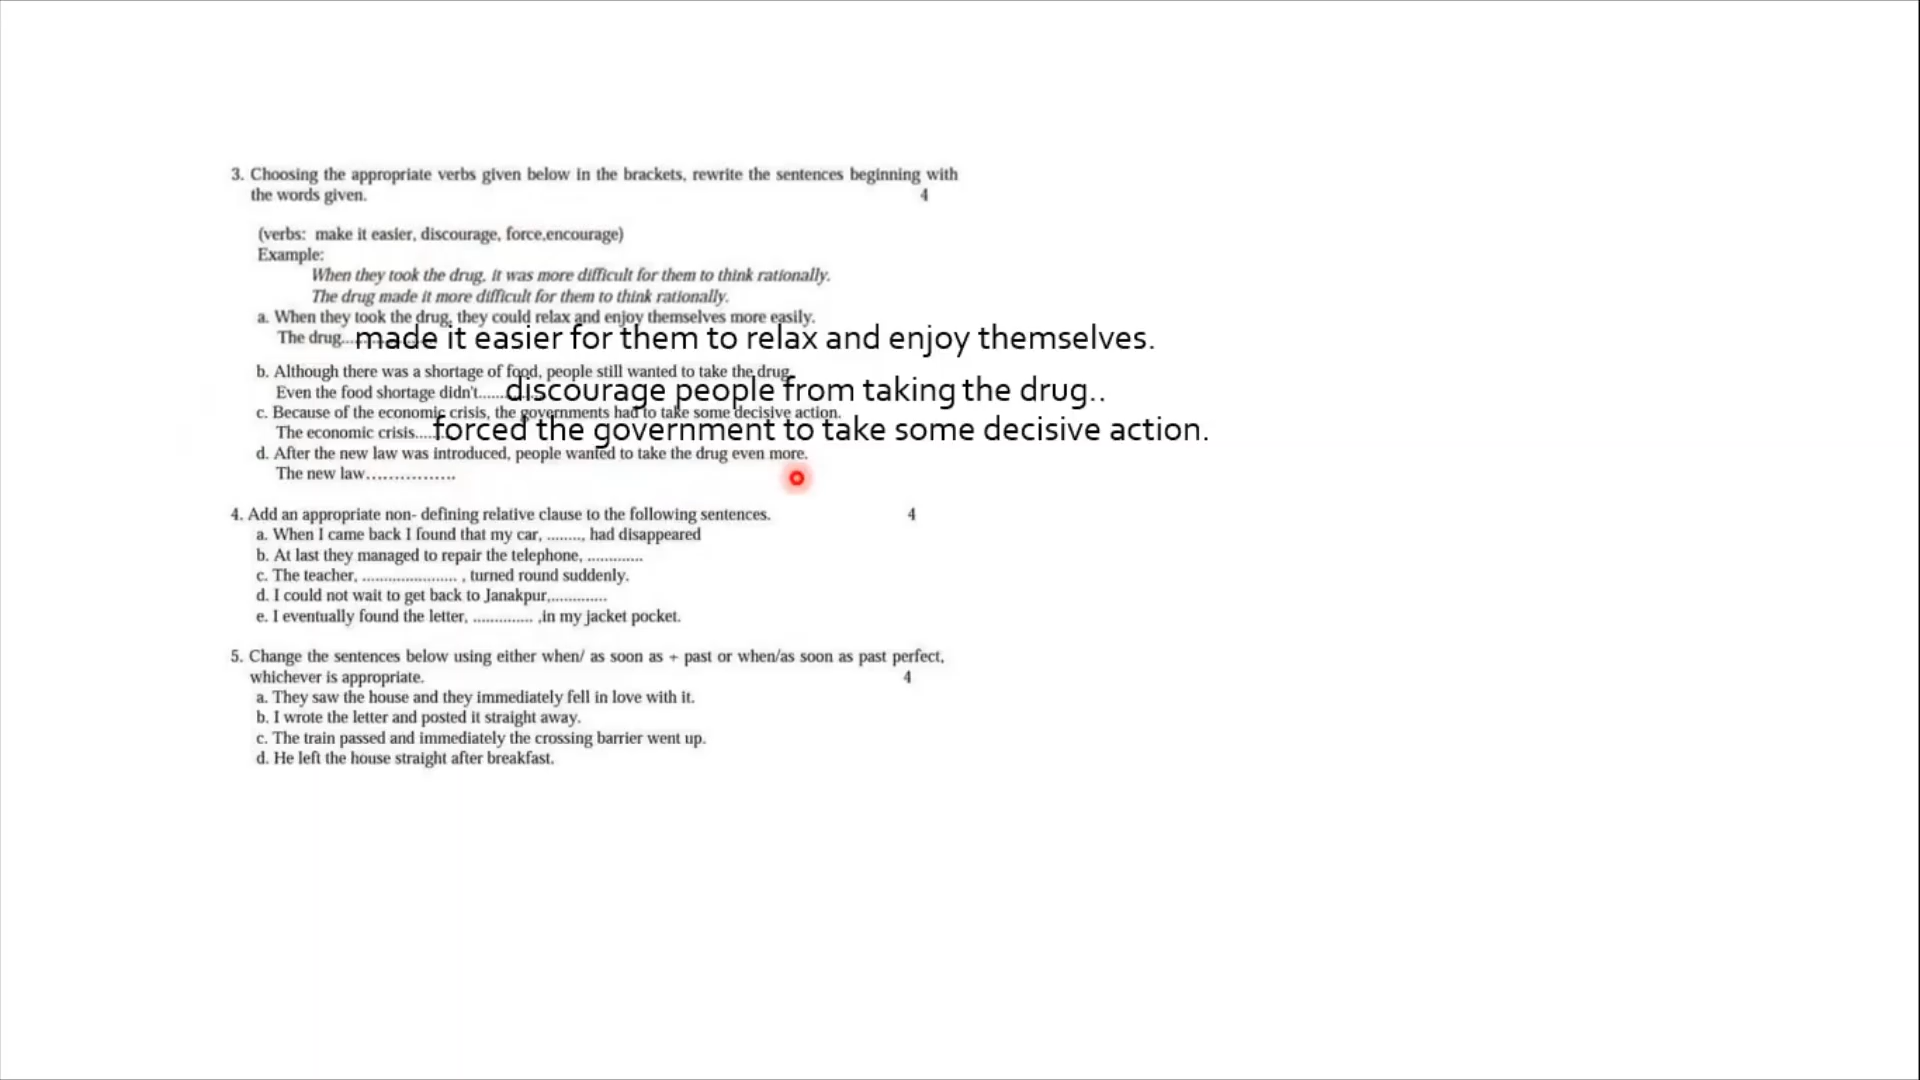 3. Choosing the appropriate verbs given below in the brackets, rewrite the sentences beginning with
the words given. 4
(verbs: make it easier, discourage, force,encourage)
Example:
When they took the drug, it was more difficult for them to think rationally.
The drug made it more difficult for them to think rationally.
a. When they took the drug, they could relax and enjoy themselves more easily.
The drug.... made it easier for them to relax and enjoy themselves.
b. Although there was a shortage of food, people still wanted to take the drug.
Even the food shortage didn't...... discourage people from taking the drug..
c. Because of the economic crisis, the governments had to take some decisive action.
The economic crisis..... forced the government to take some decisive action.
d. After the new law was introduced, people wanted to take the drug even more.
The new law................
4. Add an appropriate non- defining relative clause to the following sentences. 4
a. When I came back I found that my car, ........, had disappeared
b. At last they managed to repair the telephone, .............
c. The teacher, ....................... , turned round suddenly.
d. I could not wait to get back to Janakpur,.............
e. I eventually found the letter, .............. ,in my jacket pocket.
5. Change the sentences below using either when/ as soon as + past or when/as soon as past perfect,
whichever is appropriate. 4
a. They saw the house and they immediately fell in love with it.
b. I wrote the letter and posted it straight away.
c. The train passed and immediately the crossing barrier went up.
d. He left the house straight after breakfast.